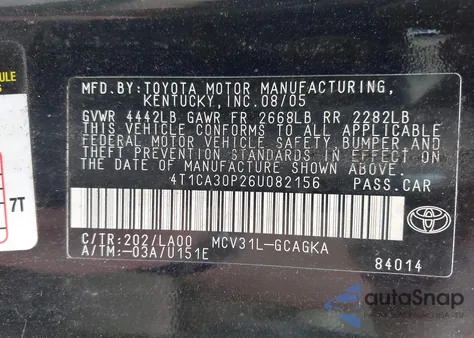 MFD.BY:TOYOTA MOTOR MANUFACTURING,
KENTUCKY, INC. 08/05
GVWR 4442LB GAWR FR 2668LB RR 2282LB
THIS VEHICLE CONFORMS TO ALL APPLICABLE
FEDERAL MOTOR VEHICLE SAFETY, BUMPER, AND
THEFT PREVENTION STANDARDS IN EFFECT ON
THE DATE OF MANUFACTURE SHOWN ABOVE.
4T1CA30P26U082156 PASS.CAR
C/TR:202/LA00 MCV31L-GCAGKA
A/TM:-03A/U151E
TOYOTA
84014
7T
autoSnap